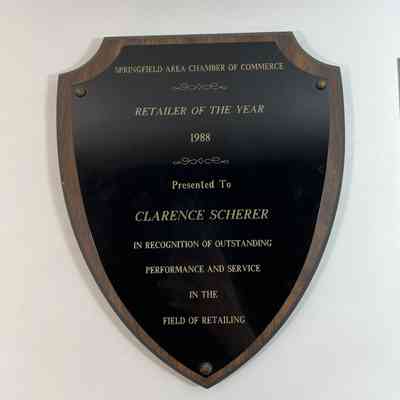 SPRINGFIELD AREA CHAMBER OF COMMERCE
RETAILER OF THE YEAR
1988
Presented To
CLARENCE SCHERER
IN RECOGNITION OF OUTSTANDING
PERFORMANCE AND SERVICE
IN THE
FIELD OF RETAILING